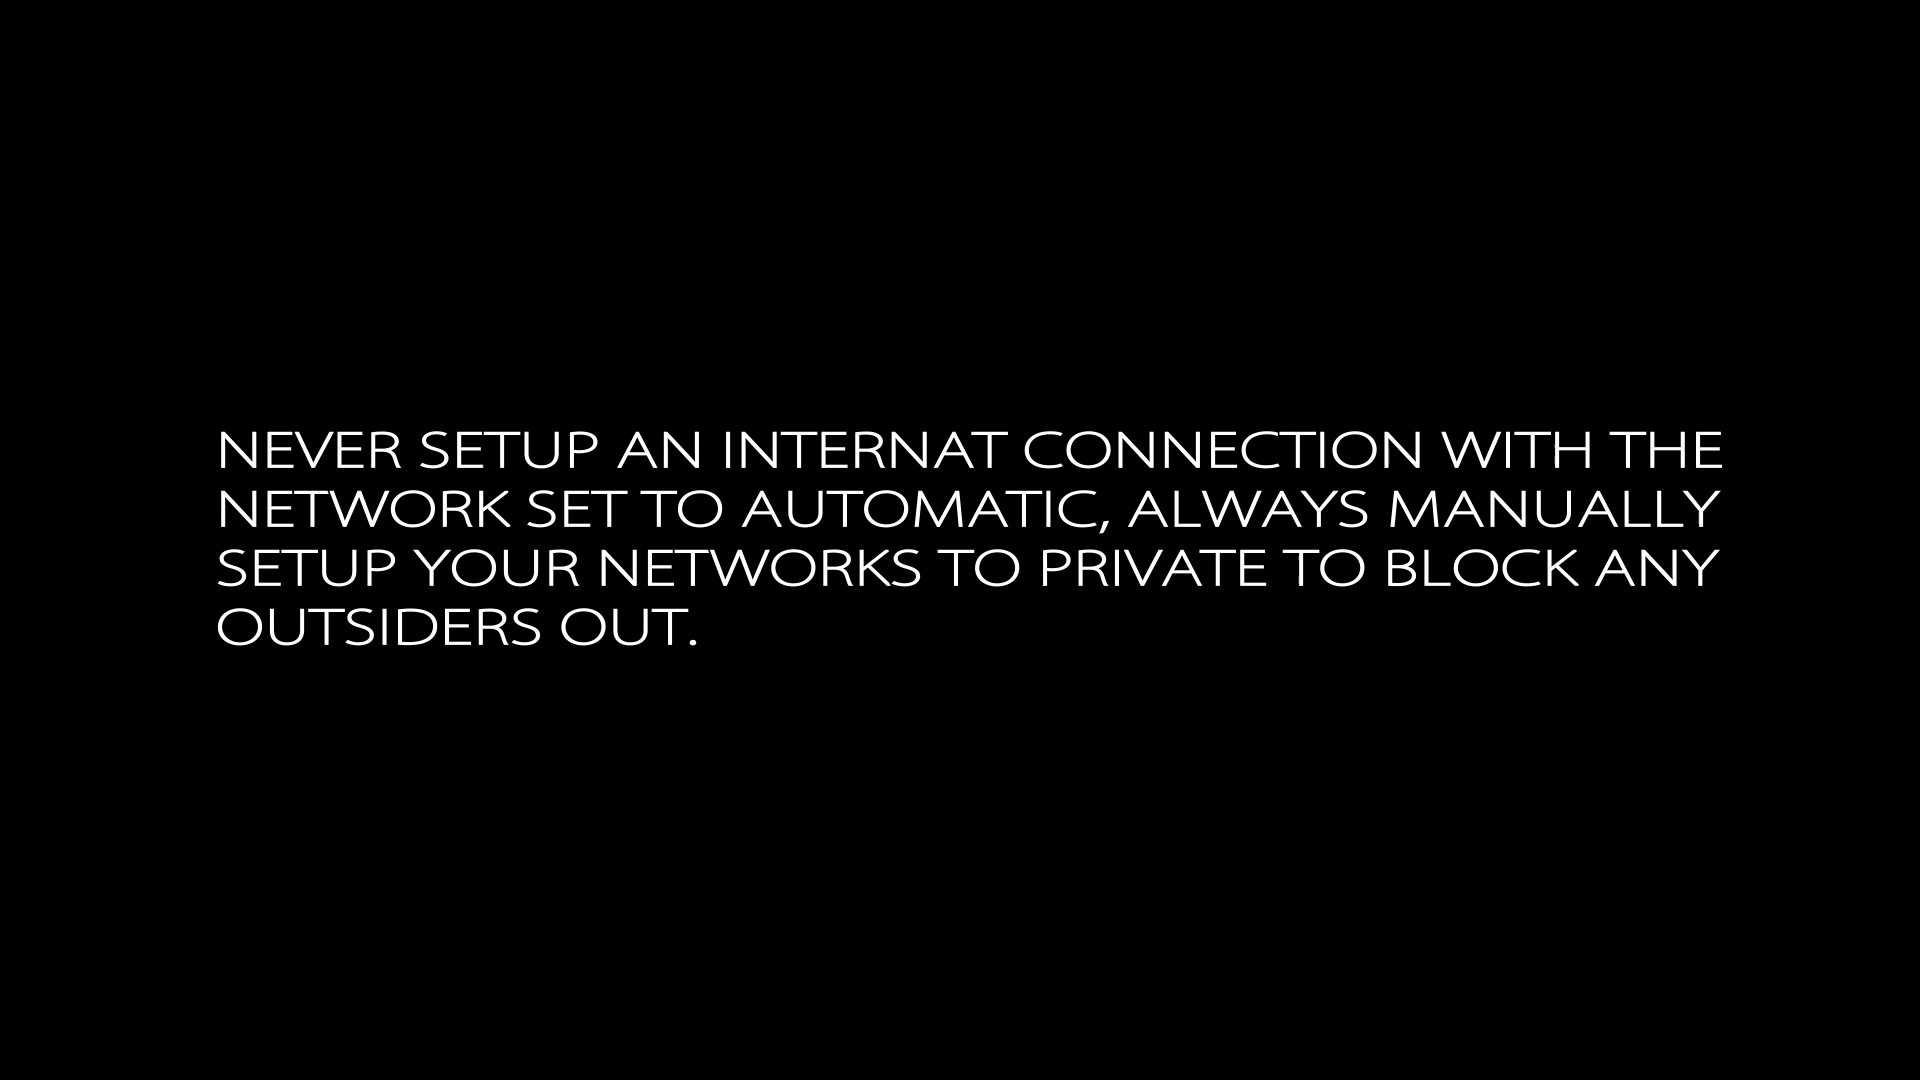 NEVER SETUP AN INTERNAT CONNECTION WITH THE
NETWORK SET TO AUTOMATIC, ALWAYS MANUALLY
SETUP YOUR NETWORKS TO PRIVATE TO BLOCK ANY
OUTSIDERS OUT.